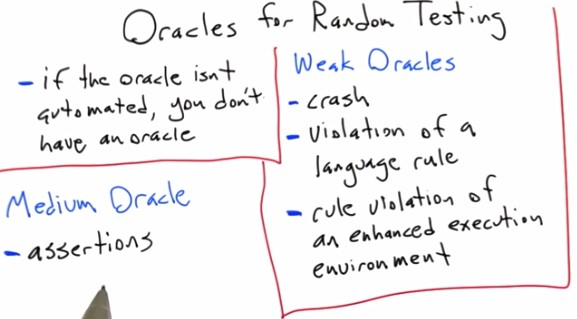 Oracles for Random Testing
- if the oracle isn't
automated, you don't
have an oracle
Weak Oracles
- crash
- violation of a
language rule
- rule violation of
an enhanced execution
environment
Medium Oracle
- assertions